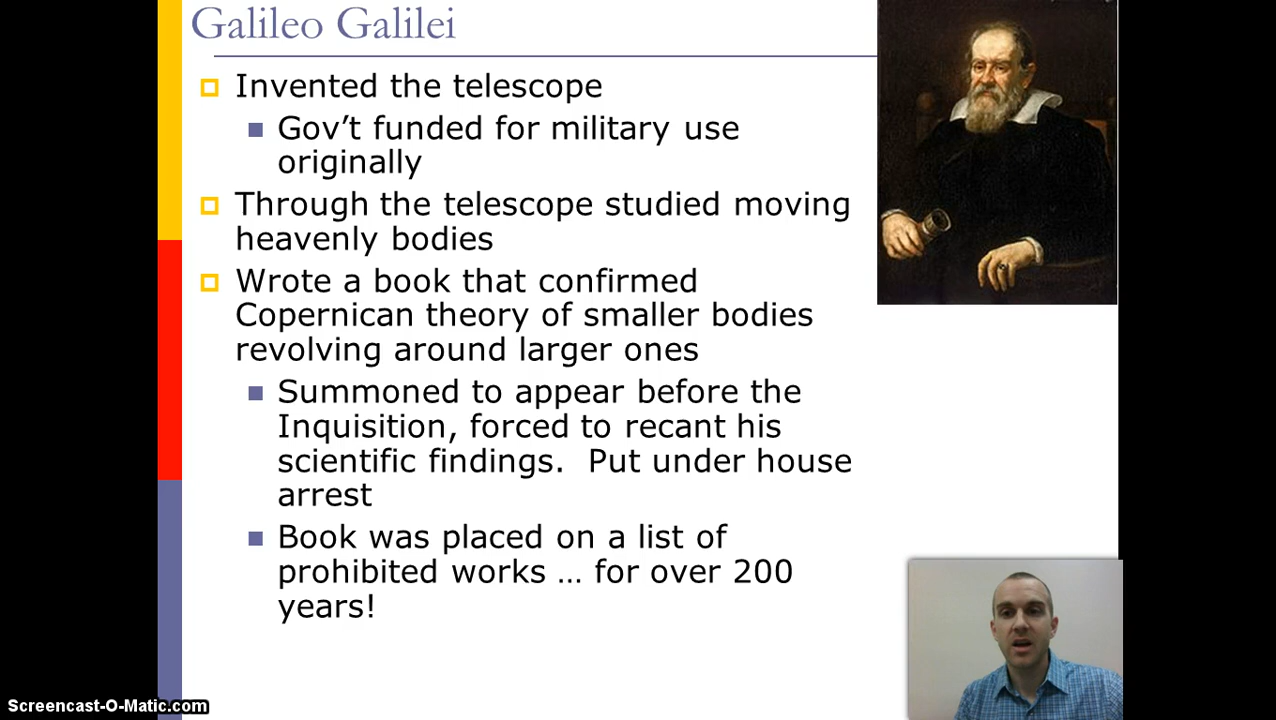 Galileo Galilei
Invented the telescope
Gov’t funded for military use
originally
Through the telescope studied moving
heavenly bodies
Wrote a book that confirmed
Copernican theory of smaller bodies
revolving around larger ones
Summoned to appear before the
Inquisition, forced to recant his
scientific findings.  Put under house
arrest
Book was placed on a list of
prohibited works … for over 200
years!
Screencast-O-Matic.com